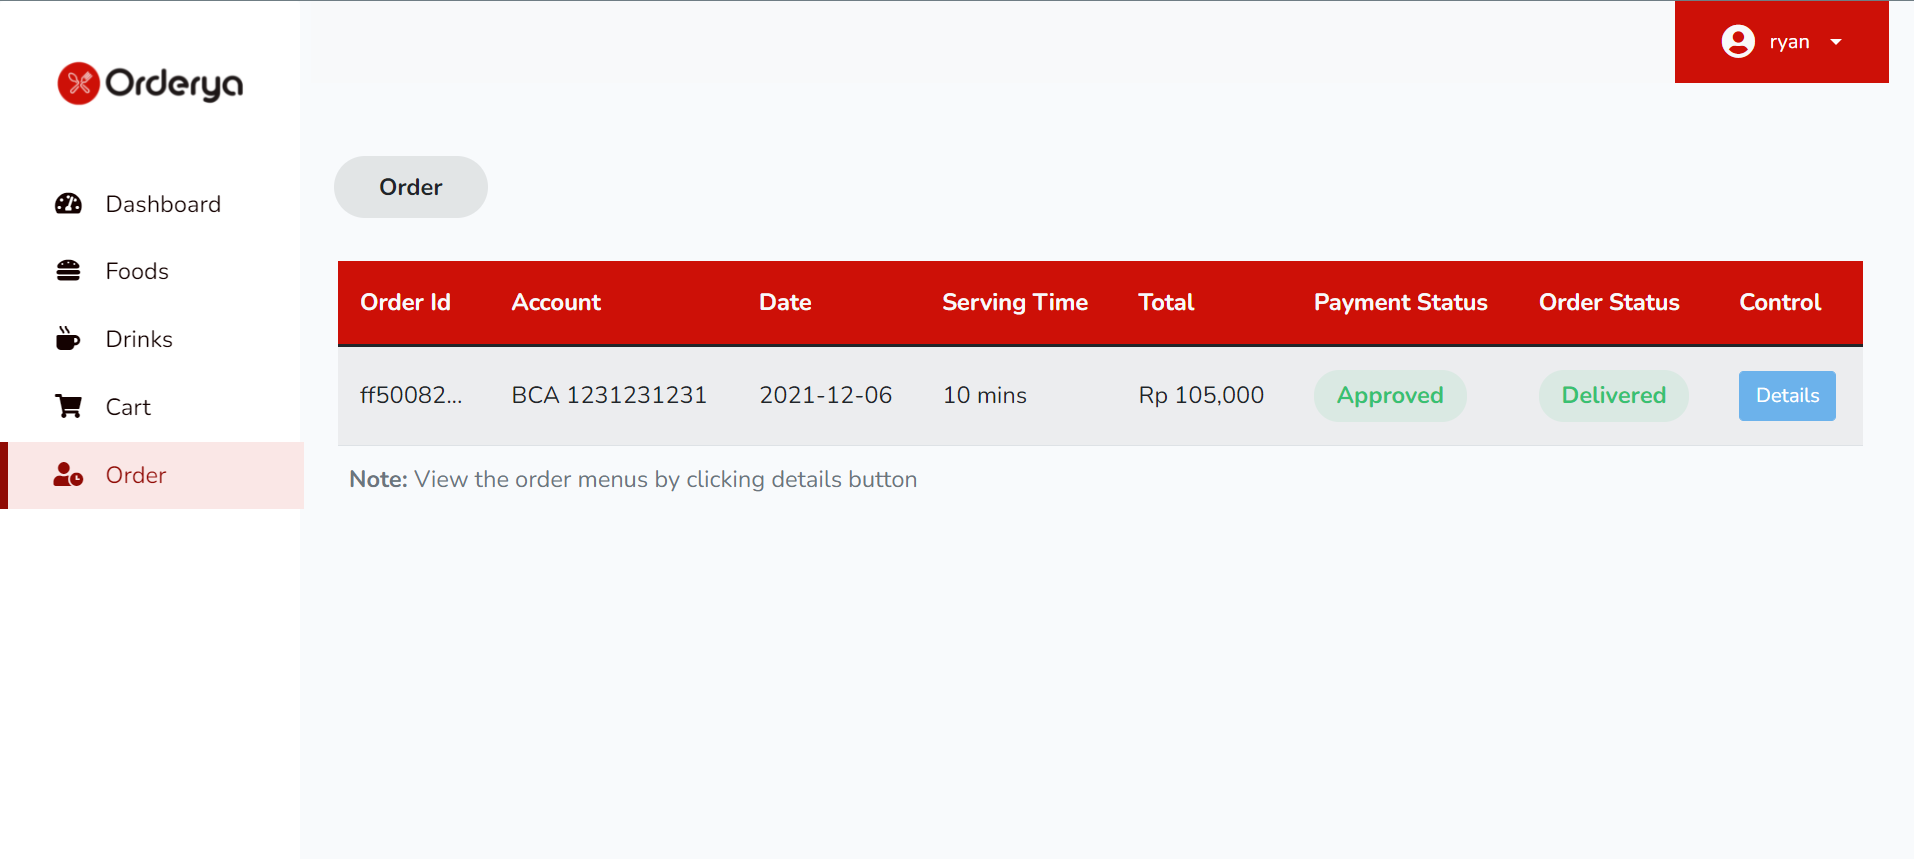 Orderya
ryan
Dashboard
Foods
Drinks
Cart
Order
Order
Order Id Account Date Serving Time Total Payment Status Order Status Control
ff50082... BCA 1231231231 2021-12-06 10 mins Rp 105,000 Approved Delivered Details
Note: View the order menus by clicking details button